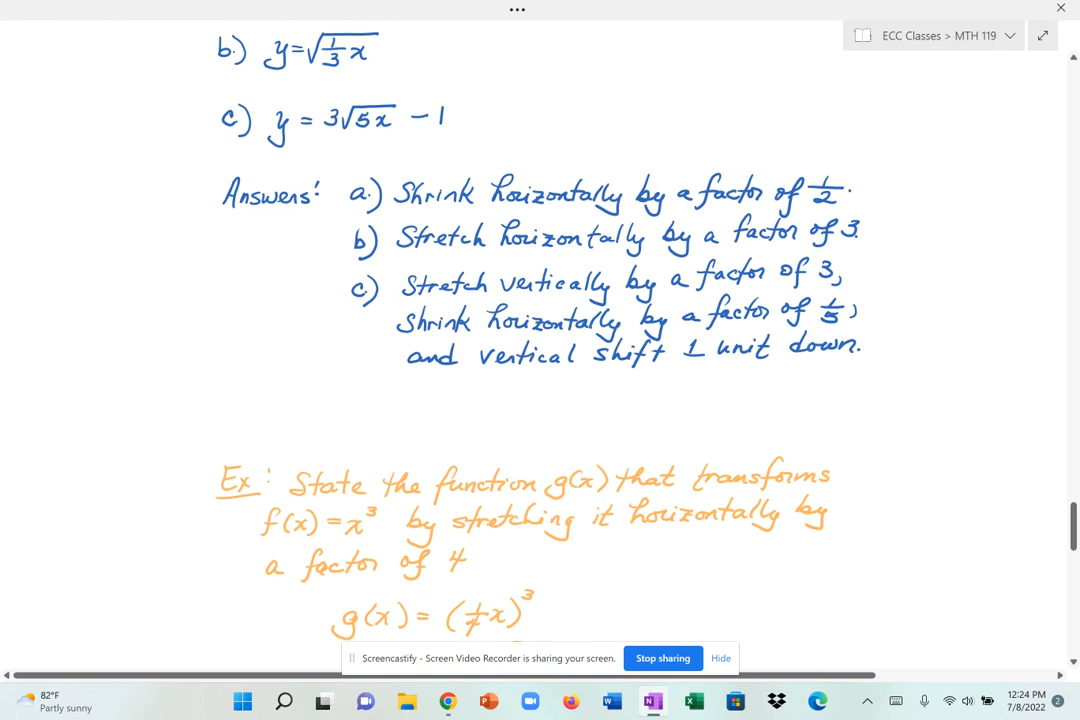 •••
ECC Classes > MTH 119
b.) y=√(1/3 x)
c.) y = 3√5x − 1
Answers: a.) Shrink horizontally by a factor of 1/2.
b.) Stretch horizontally by a factor of 3.
c.) Stretch vertically by a factor of 3,
Shrink horizontally by a factor of 1/5,
and vertical shift 1 unit down.
Ex: State the function g(x) that transforms
f(x) = x³ by stretching it horizontally by
a factor of 4
g(x) = (1/4 x)³
Screencastify - Screen Video Recorder is sharing your screen. Stop sharing Hide
82°F
Partly sunny
12:24 PM
7/8/2022
2